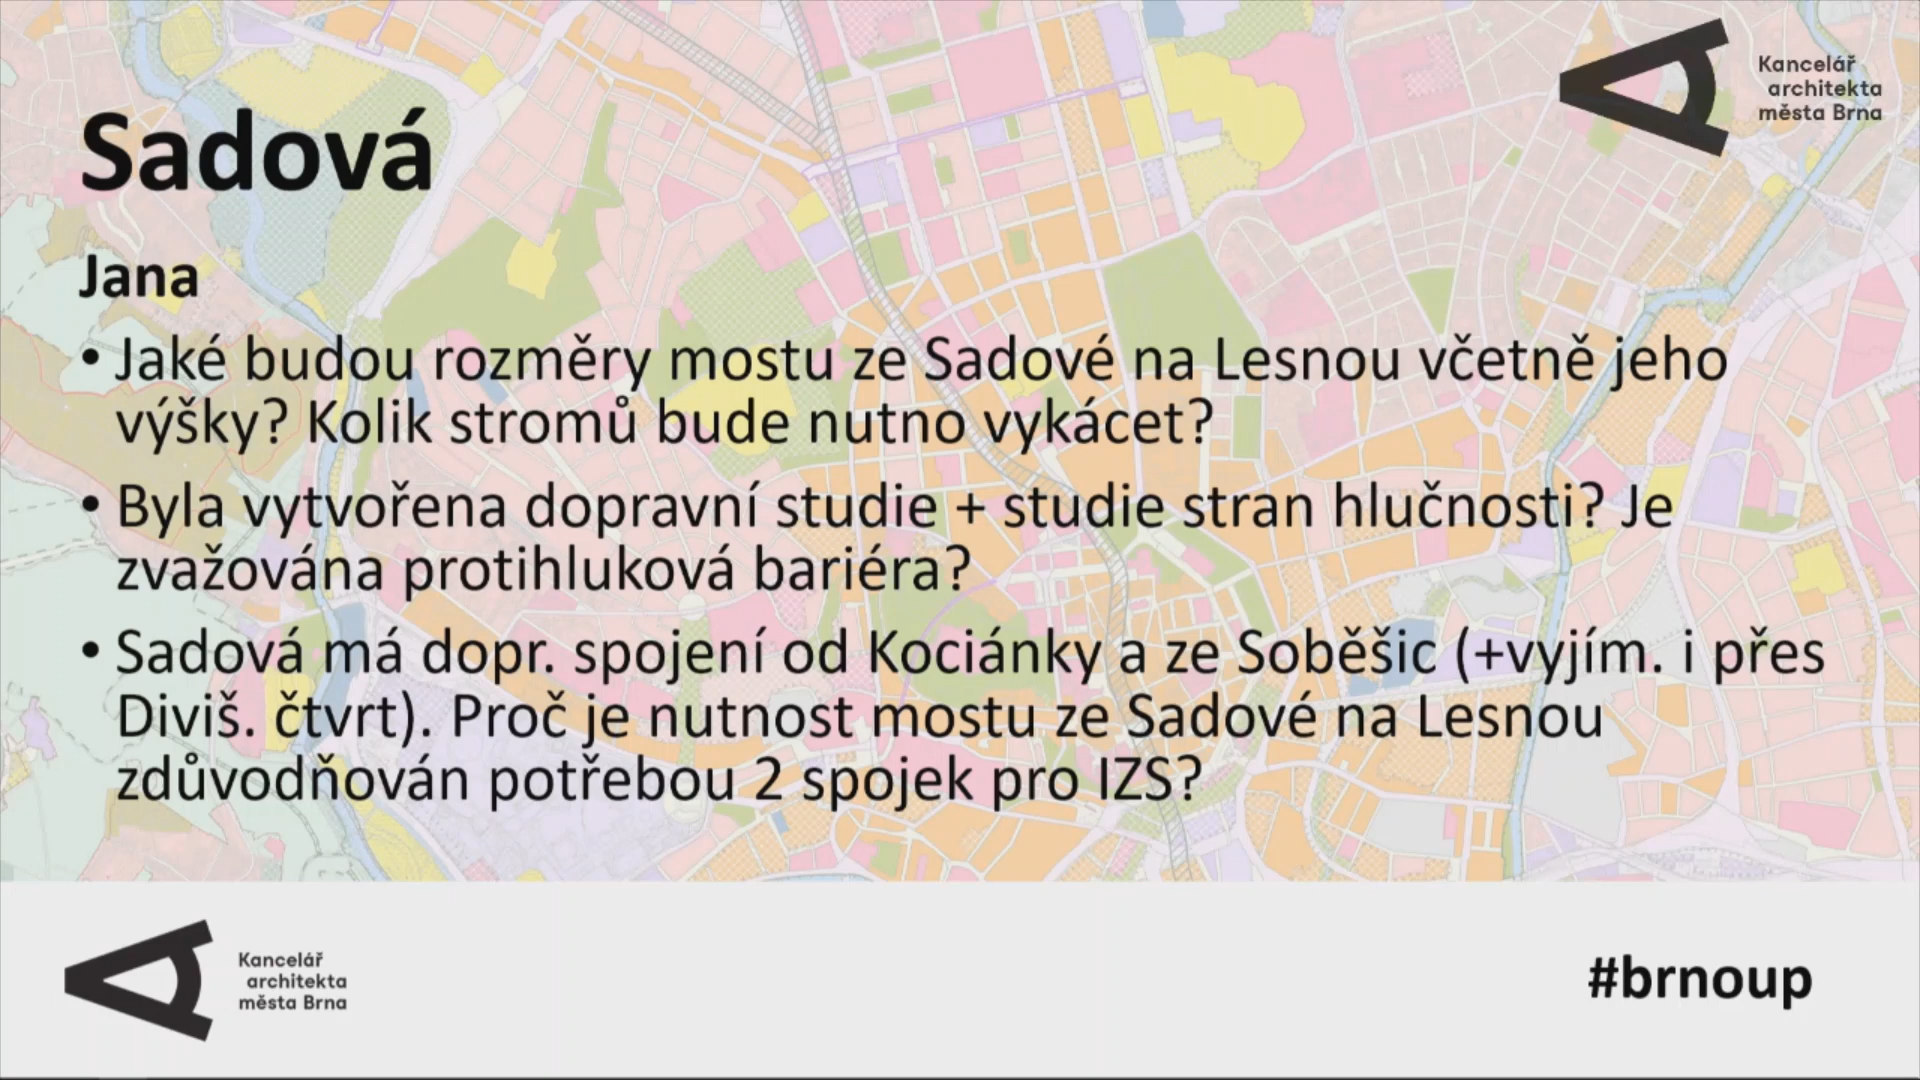 Kancelář
architekta
města Brna
Sadová
Jana
• Jaké budou rozměry mostu ze Sadové na Lesnou včetně jeho
výšky? Kolik stromů bude nutno vykácet?
• Byla vytvořena dopravní studie + studie stran hlučnosti? Je
zvažována protihluková bariéra?
• Sadová má dopr. spojení od Kociánky a ze Soběšic (+vyjím. i přes
Diviš. čtvrt). Proč je nutnost mostu ze Sadové na Lesnou
zdůvodňován potřebou 2 spojek pro IZS?
Kancelář
architekta
města Brna
#brnoup